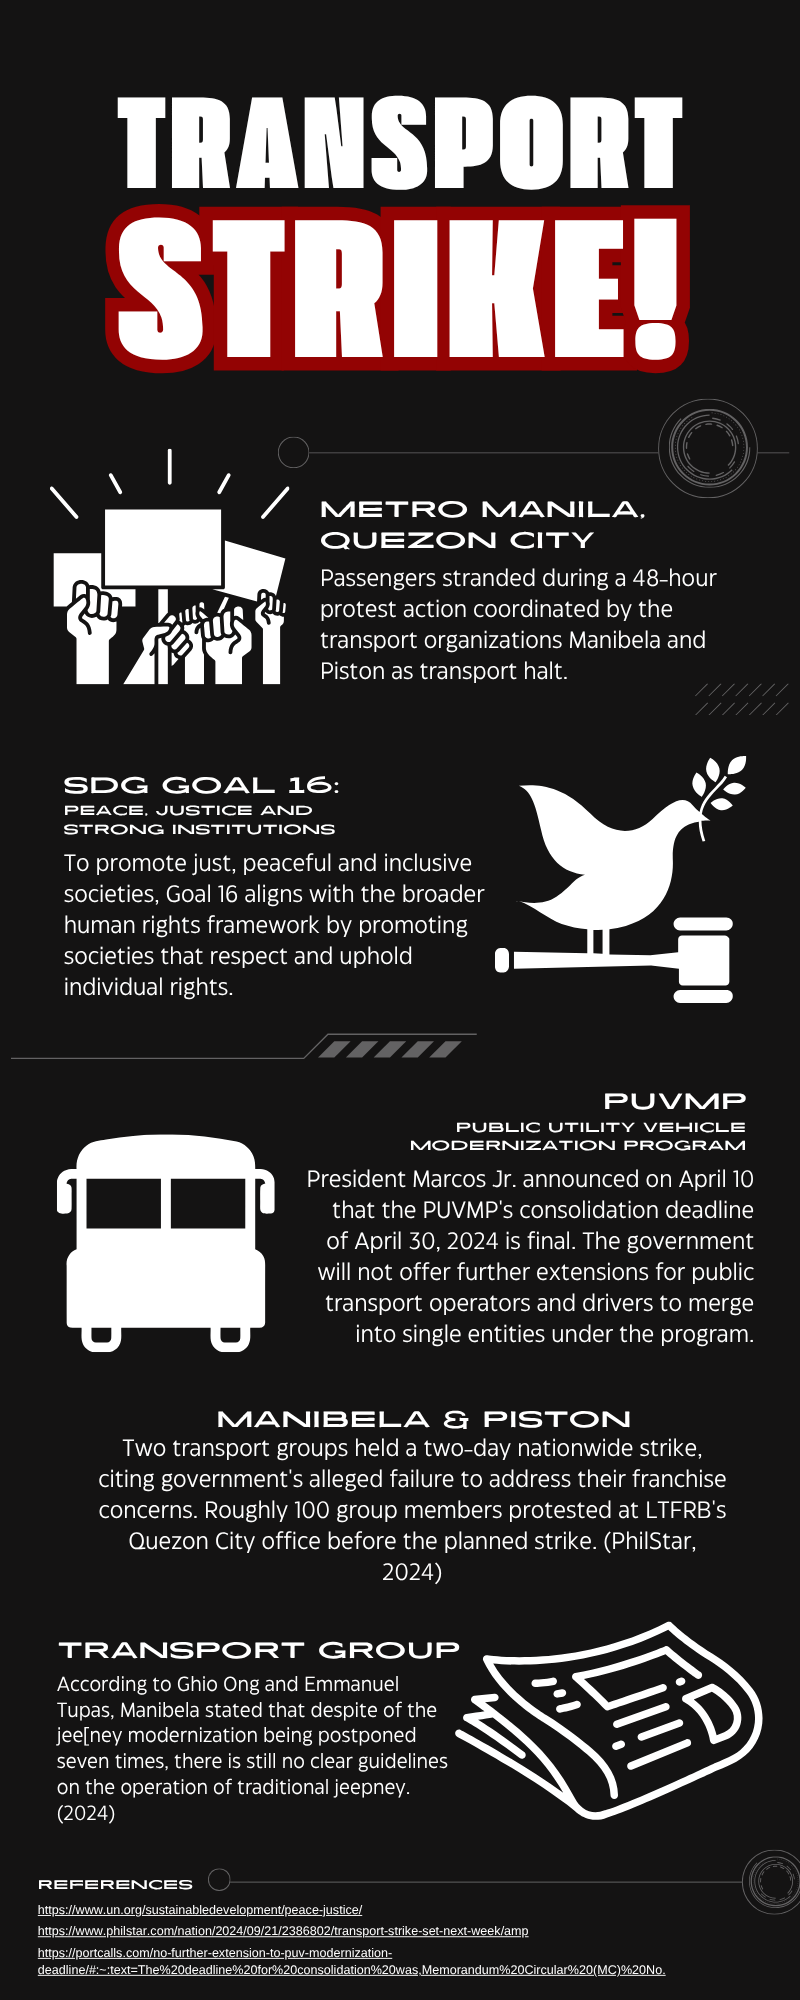 TRANSPORT
STRIKE!
METRO MANILA,
QUEZON CITY
Passengers stranded during a 48-hour
protest action coordinated by the
transport organizations Manibela and
Piston as transport halt.
SDG GOAL 16:
PEACE, JUSTICE AND
STRONG INSTITUTIONS
To promote just, peaceful and inclusive
societies, Goal 16 aligns with the broader
human rights framework by promoting
societies that respect and uphold
individual rights.
PUVMP
PUBLIC UTILITY VEHICLE
MODERNIZATION PROGRAM
President Marcos Jr. announced on April 10
that the PUVMP's consolidation deadline
of April 30, 2024 is final. The government
will not offer further extensions for public
transport operators and drivers to merge
into single entities under the program.
MANIBELA & PISTON
Two transport groups held a two-day nationwide strike,
citing government's alleged failure to address their franchise
concerns. Roughly 100 group members protested at LTFRB's
Quezon City office before the planned strike. (PhilStar,
2024)
TRANSPORT GROUP
According to Ghio Ong and Emmanuel
Tupas, Manibela stated that despite of the
jee[ney modernization being postponed
seven times, there is still no clear guidelines
on the operation of traditional jeepney.
(2024)
REFERENCES
https://www.un.org/sustainabledevelopment/peace-justice/
https://www.philstar.com/nation/2024/09/21/2386802/transport-strike-set-next-week/amp
https://portcalls.com/no-further-extension-to-puv-modernization-
deadline/#:~:text=The%20deadline%20for%20consolidation%20was,Memorandum%20Circular%20(MC)%20No.